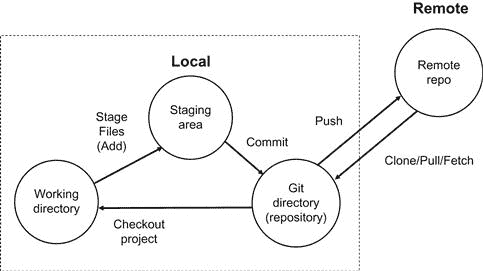 Remote
Local
Remote
repo
Stage
Files
(Add)
Staging
area
Push
Commit
Clone/Pull/Fetch
Working
directory
Git
directory
(repository)
Checkout
project